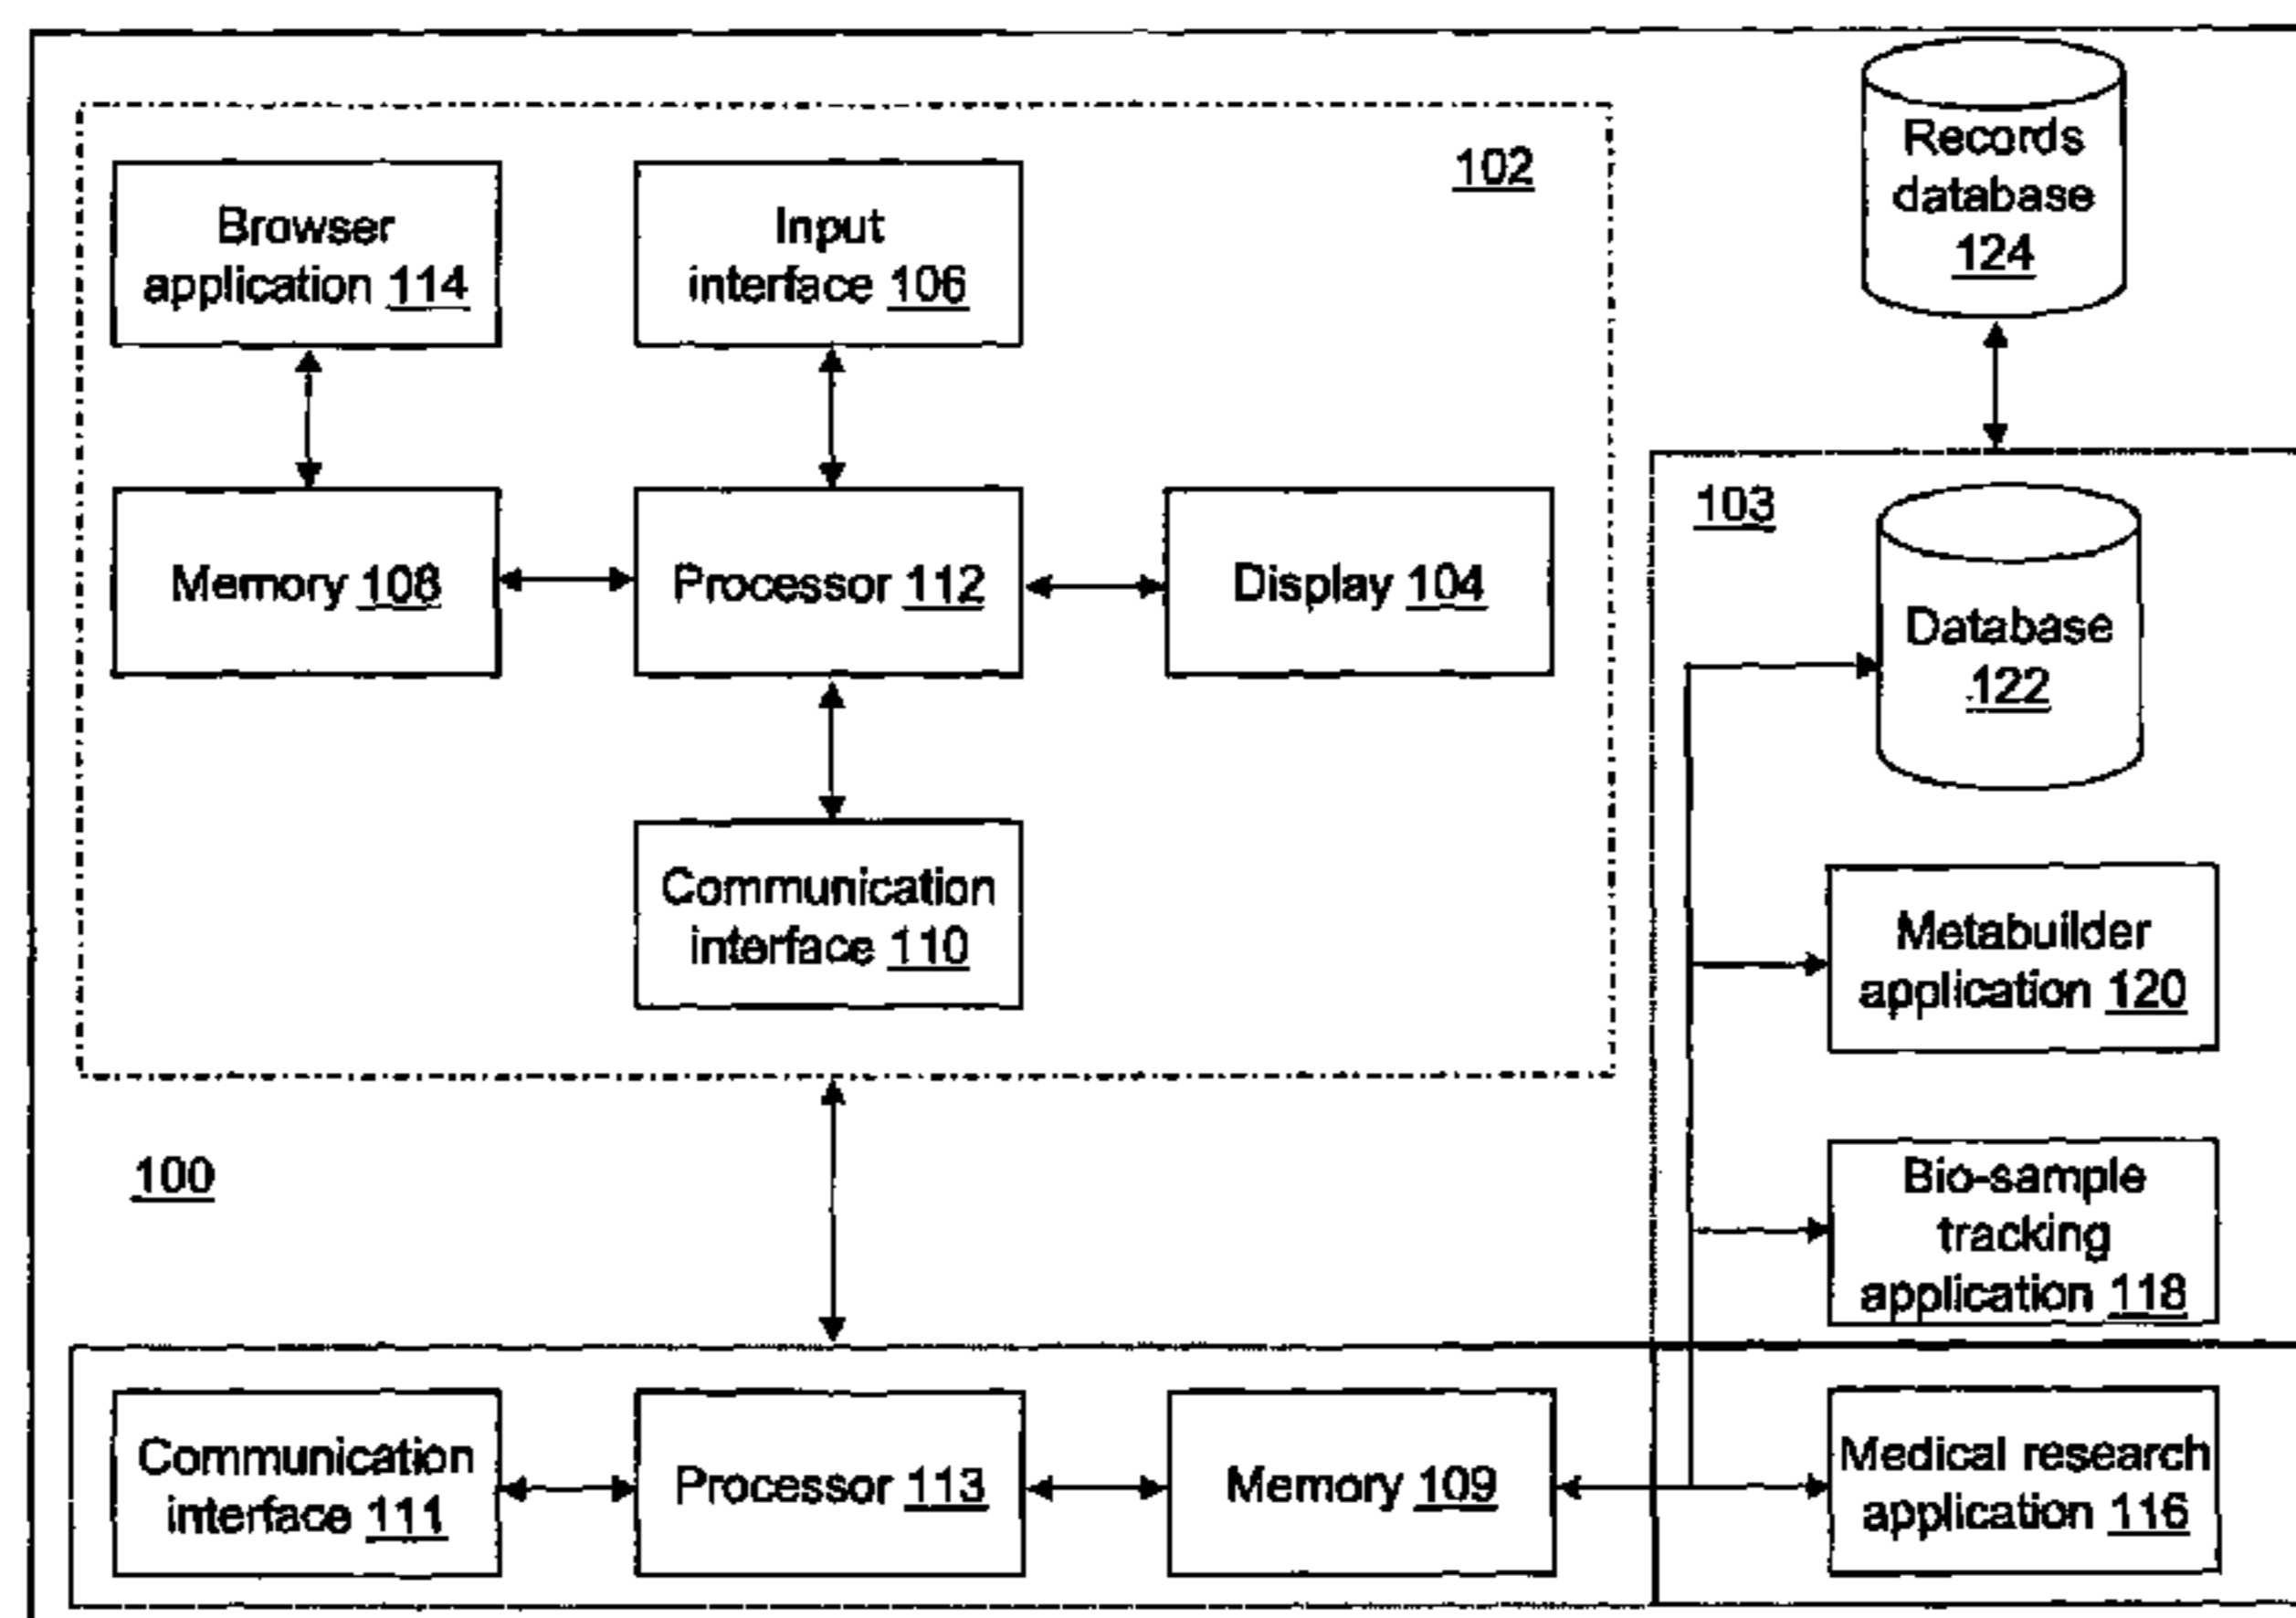 102
Browser
application 114
Input
interface 106
Memory 108
Processor 112
Display 104
Communication
interface 110
100
Records
database
124
103
Database
122
Metabuilder
application 120
Bio-sample
tracking
application 118
Communication
interface 111
Processor 113
Memory 109
Medical research
application 116